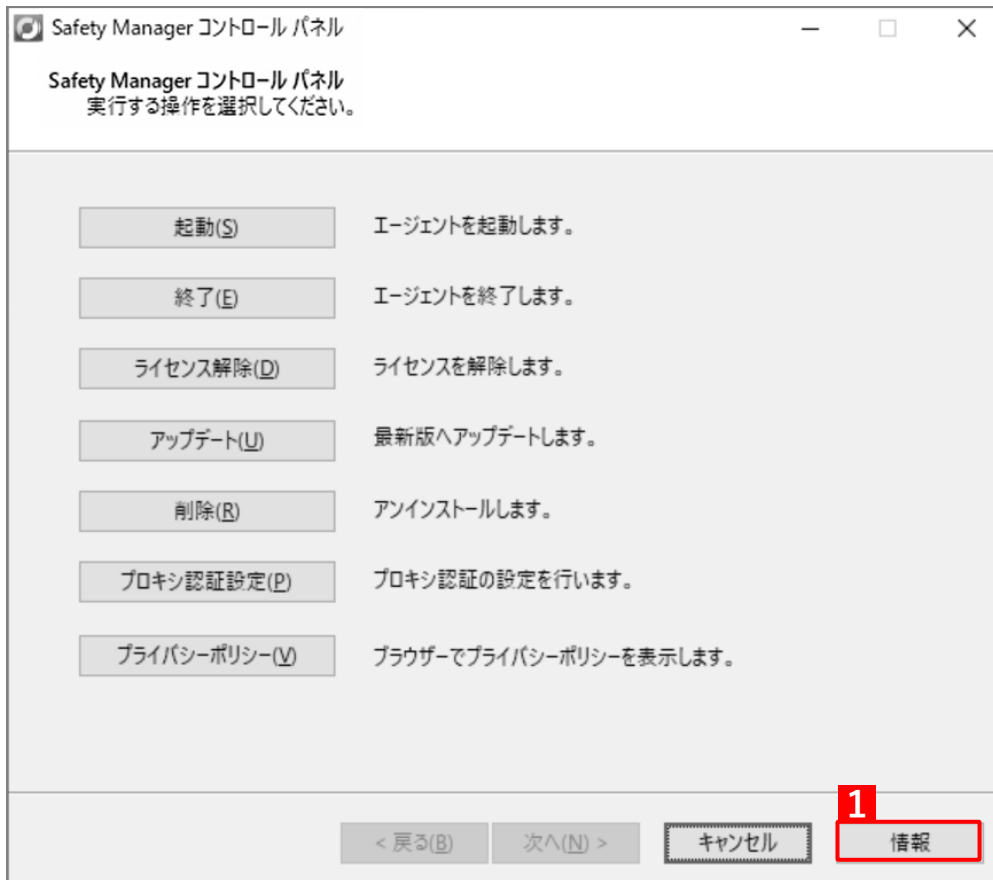 Safety Manager コントロール パネル
Safety Manager コントロール パネル
実行する操作を選択してください。
起動(S) エージェントを起動します。
終了(E) エージェントを終了します。
ライセンス解除(D) ライセンスを解除します。
アップデート(U) 最新版へアップデートします。
削除(R) アンインストールします。
プロキシ認証設定(P) プロキシ認証の設定を行います。
プライバシーポリシー(V) ブラウザーでプライバシーポリシーを表示します。
1
< 戻る(B) 次へ(N) > キャンセル 情報